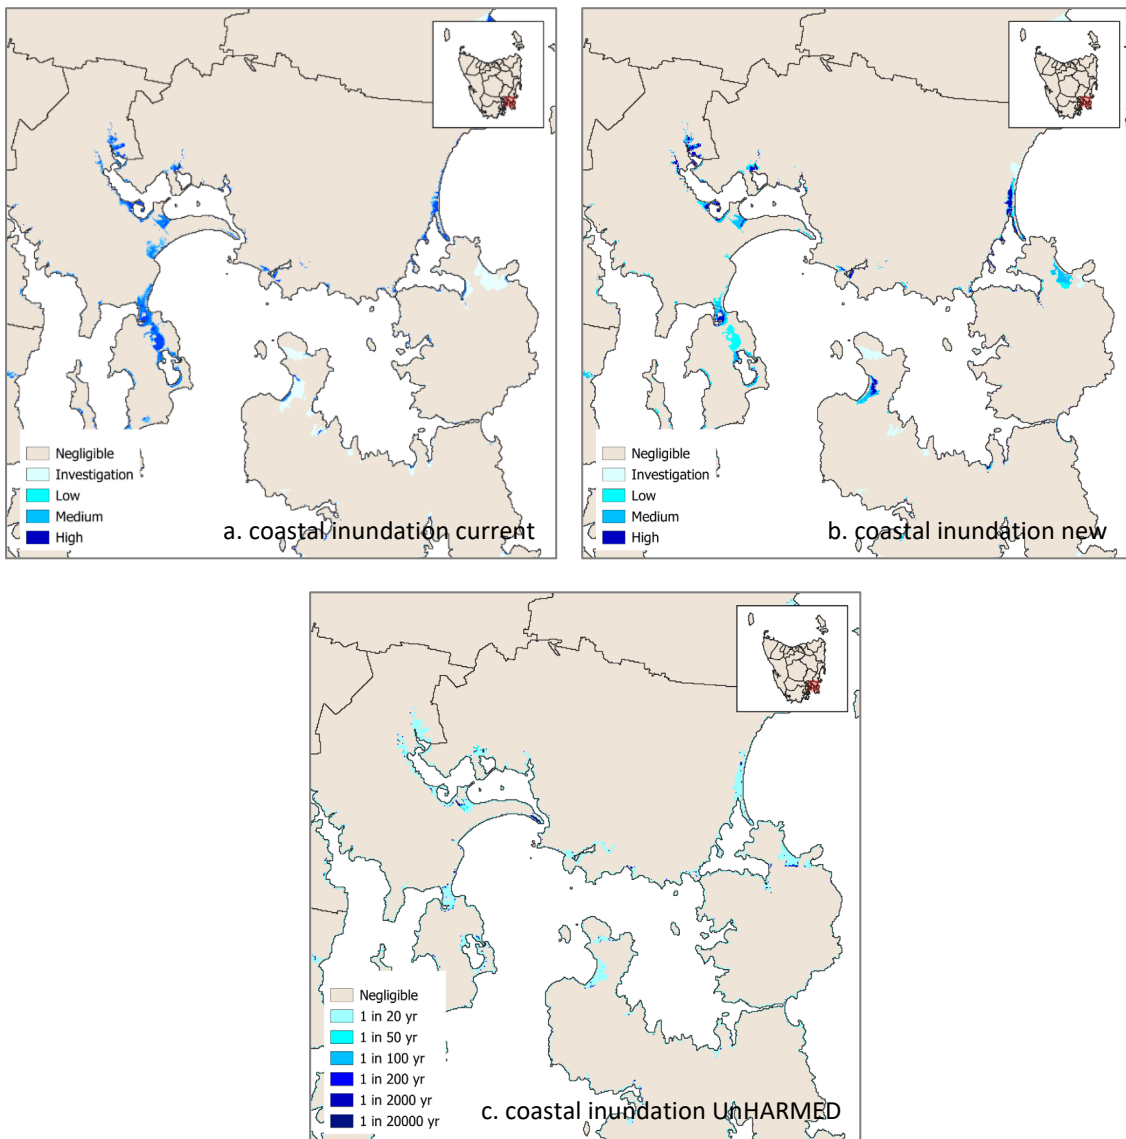 Negligible
Investigation
Low
Medium
High
a. coastal inundation current
Negligible
Investigation
Low
Medium
High
b. coastal inundation new
Negligible
1 in 20 yr
1 in 50 yr
1 in 100 yr
1 in 200 yr
1 in 2000 yr
1 in 20000 yr
c. coastal inundation UnHARMED